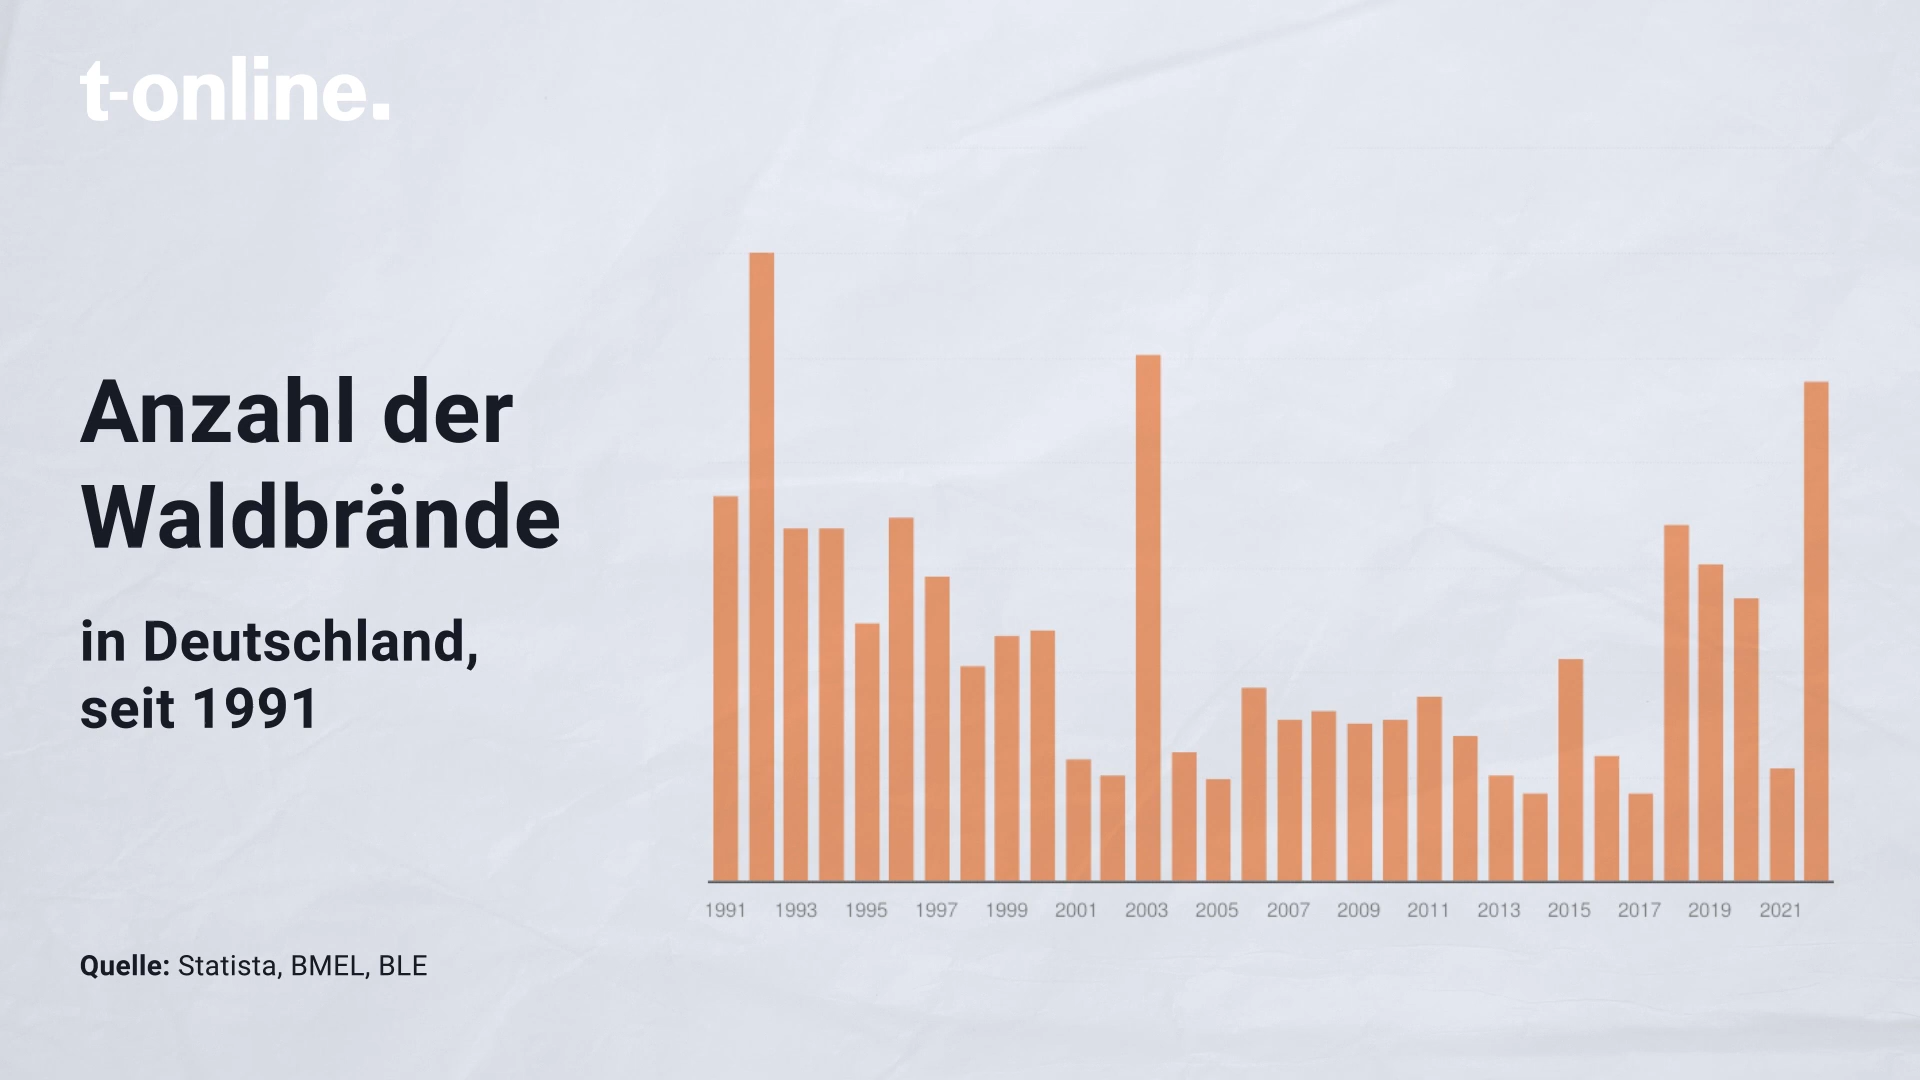 t-online.
Anzahl der
Waldbrände
in Deutschland,
seit 1991
1991 1993 1995 1997 1999 2001 2003 2005 2007 2009 2011 2013 2015 2017 2019 2021
Quelle: Statista, BMEL, BLE